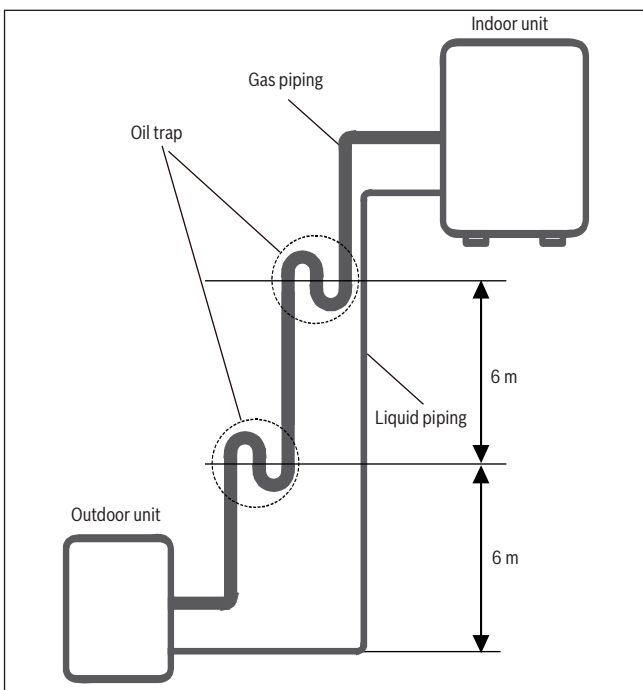 Indoor unit
Gas piping
Oil trap
6 m
Liquid piping
Outdoor unit
6 m